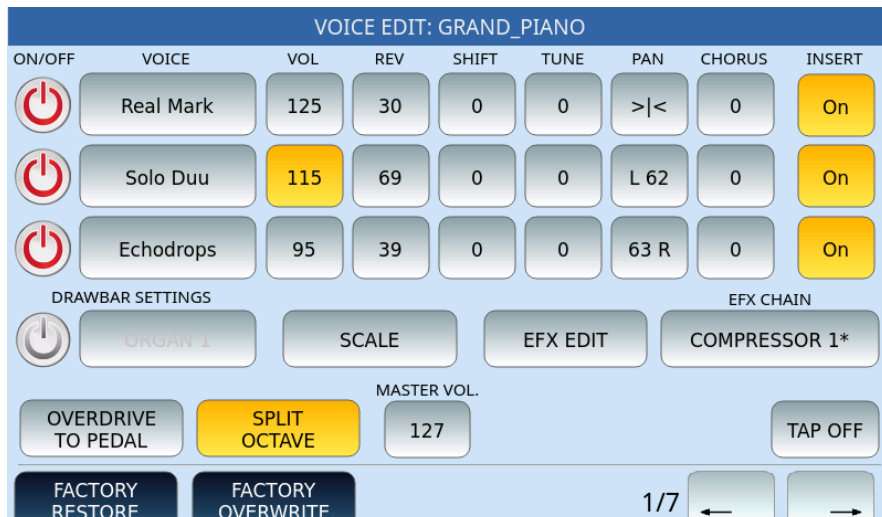 VOICE EDIT: GRAND_PIANO
ON/OFF VOICE VOL REV SHIFT TUNE PAN CHORUS INSERT
Real Mark 125 30 0 0 >|< 0 On
Solo Duu 115 69 0 0 L 62 0 On
Echodrops 95 39 0 0 63 R 0 On
DRAWBAR SETTINGS EFX CHAIN
ORGAN 1 SCALE EFX EDIT COMPRESSOR 1*
MASTER VOL.
OVERDRIVE
TO PEDAL
SPLIT
OCTAVE
127
TAP OFF
FACTORY
RESTORE
FACTORY
OVERWRITE
1/7